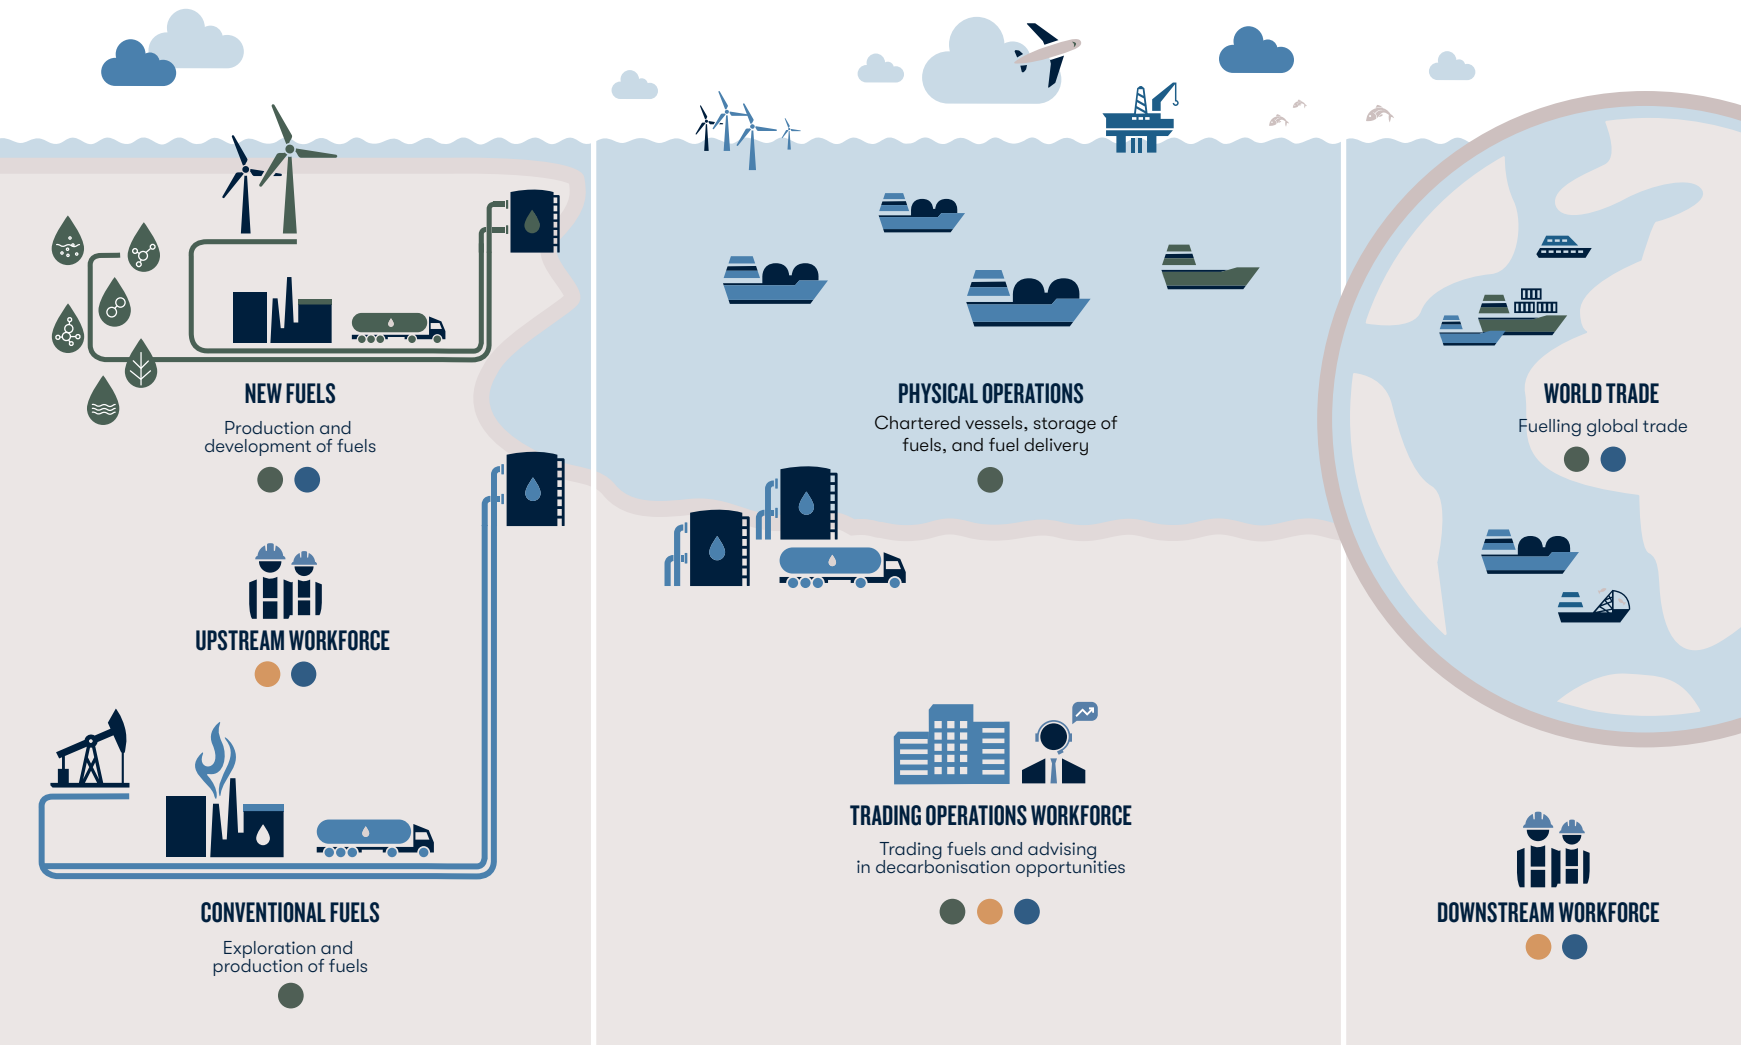 NEW FUELS
Production and
development of fuels
UPSTREAM WORKFORCE
CONVENTIONAL FUELS
Exploration and
production of fuels
PHYSICAL OPERATIONS
Chartered vessels, storage of
fuels, and fuel delivery
TRADING OPERATIONS WORKFORCE
Trading fuels and advising
in decarbonisation opportunities
WORLD TRADE
Fuelling global trade
DOWNSTREAM WORKFORCE